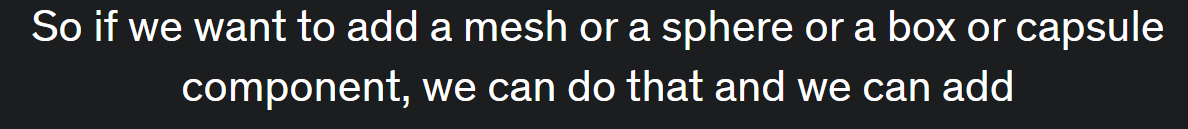 So if we want to add a mesh or a sphere or a box or capsule
component, we can do that and we can add